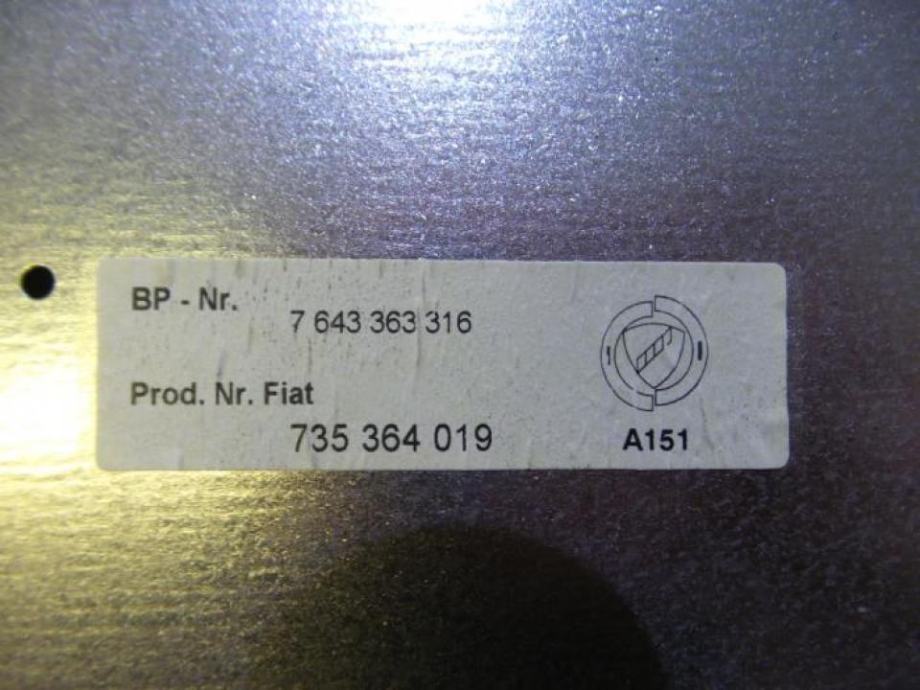 BP - Nr.
7 643 363 316
Prod. Nr. Fiat
735 364 019
A151